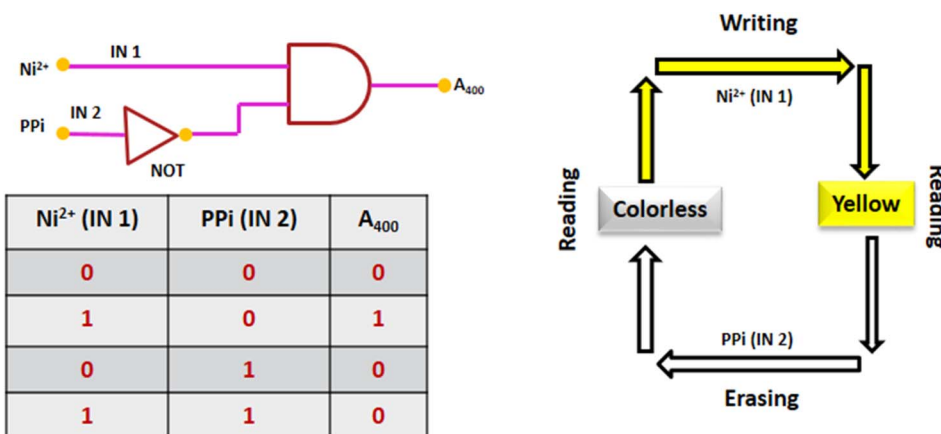 IN 1
Ni²⁺
A₄₀₀
IN 2
PPi
NOT
Ni²⁺ (IN 1) PPi (IN 2) A₄₀₀
0 0 0
1 0 1
0 1 0
1 1 0
Writing
Ni²⁺ (IN 1)
Reading
Colorless
Yellow
Reading
PPi (IN 2)
Erasing